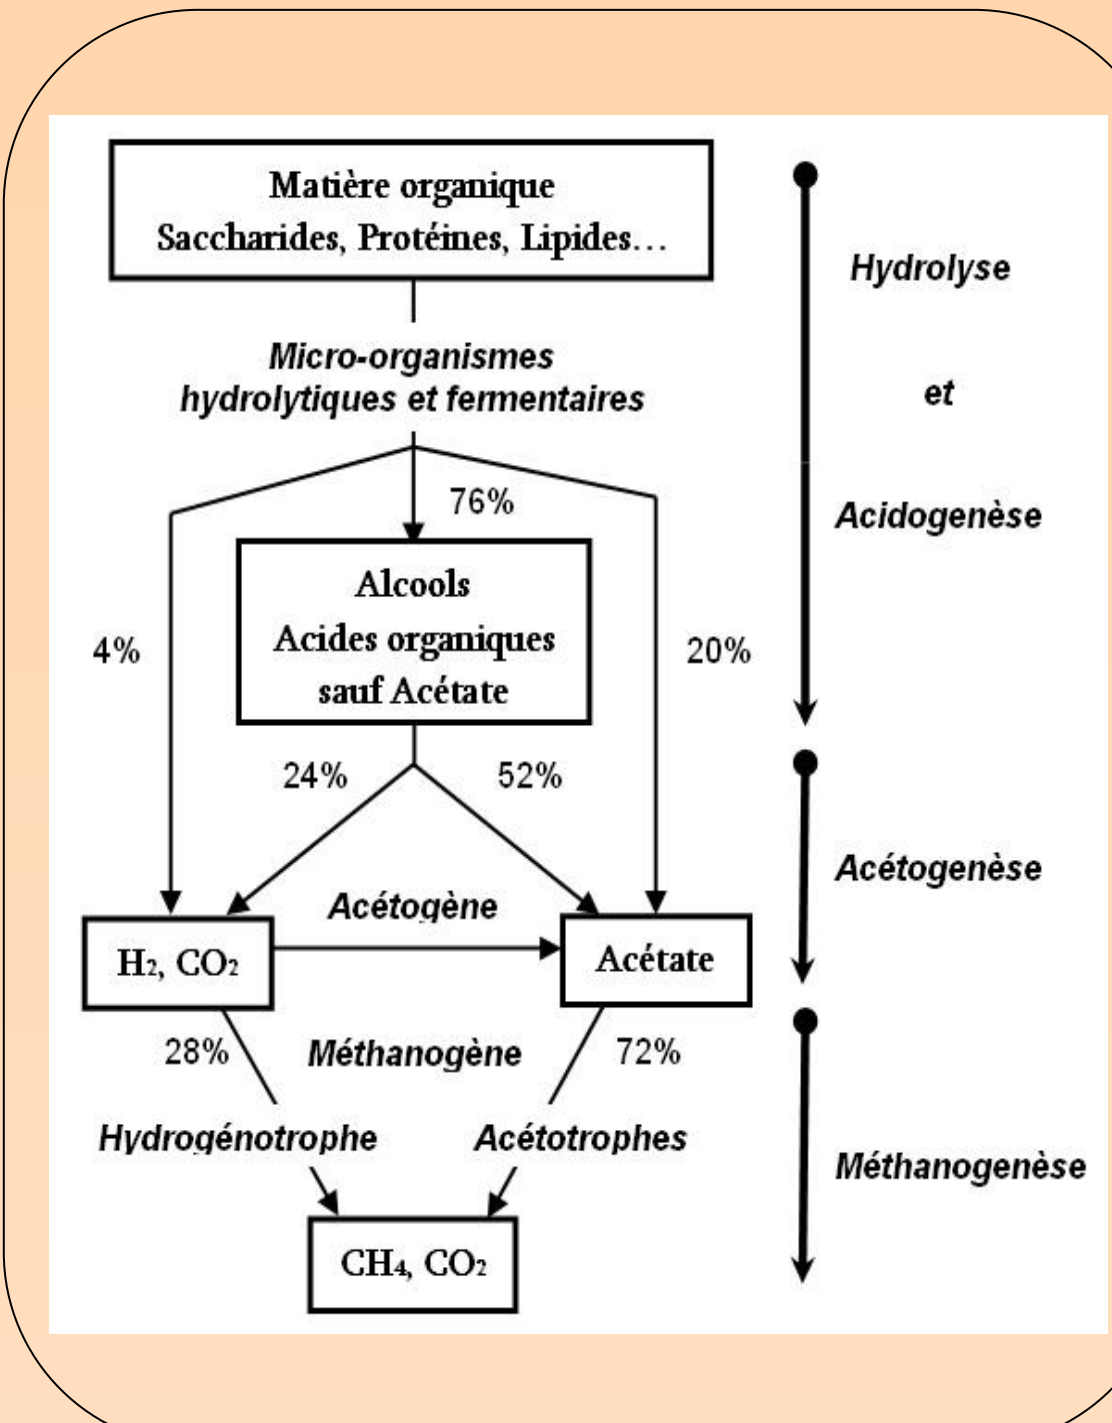 Matière organique
Saccharides, Protéines, Lipides...
Hydrolyse
Micro-organismes
hydrolytiques et fermentaires
et
76%
Acidogenèse
Alcools
Acides organiques
sauf Acétate
4%
20%
24%
52%
Acétogenèse
Acétogène
H2, CO2
Acétate
28%
Méthanogène
72%
Hydrogénotrophe
Acétotrophes
Méthanogenèse
CH4, CO2